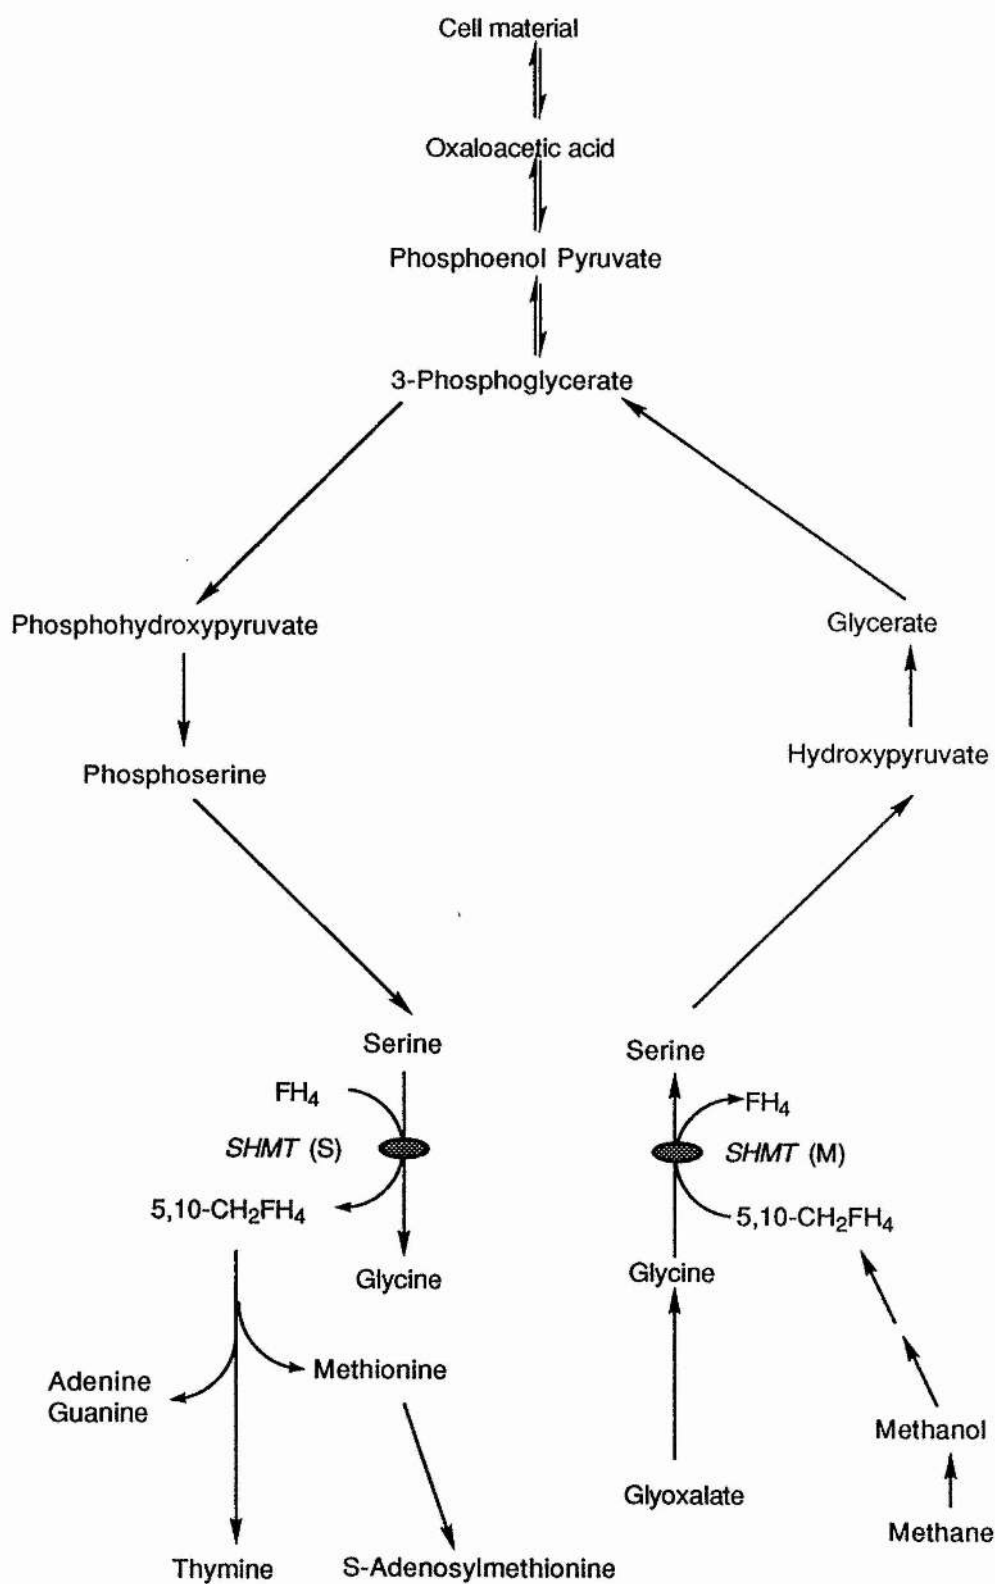 Cell material
Oxaloacetic acid
Phosphoenol Pyruvate
3-Phosphoglycerate
Phosphohydroxypyruvate
Glycerate
Hydroxypyruvate
Phosphoserine
Serine
Serine
FH4
FH4
SHMT (S)
SHMT (M)
5,10-CH2FH4
5,10-CH2FH4
Glycine
Glycine
Methionine
Adenine
Guanine
Methanol
Glyoxalate
Methane
Thymine
S-Adenosylmethionine